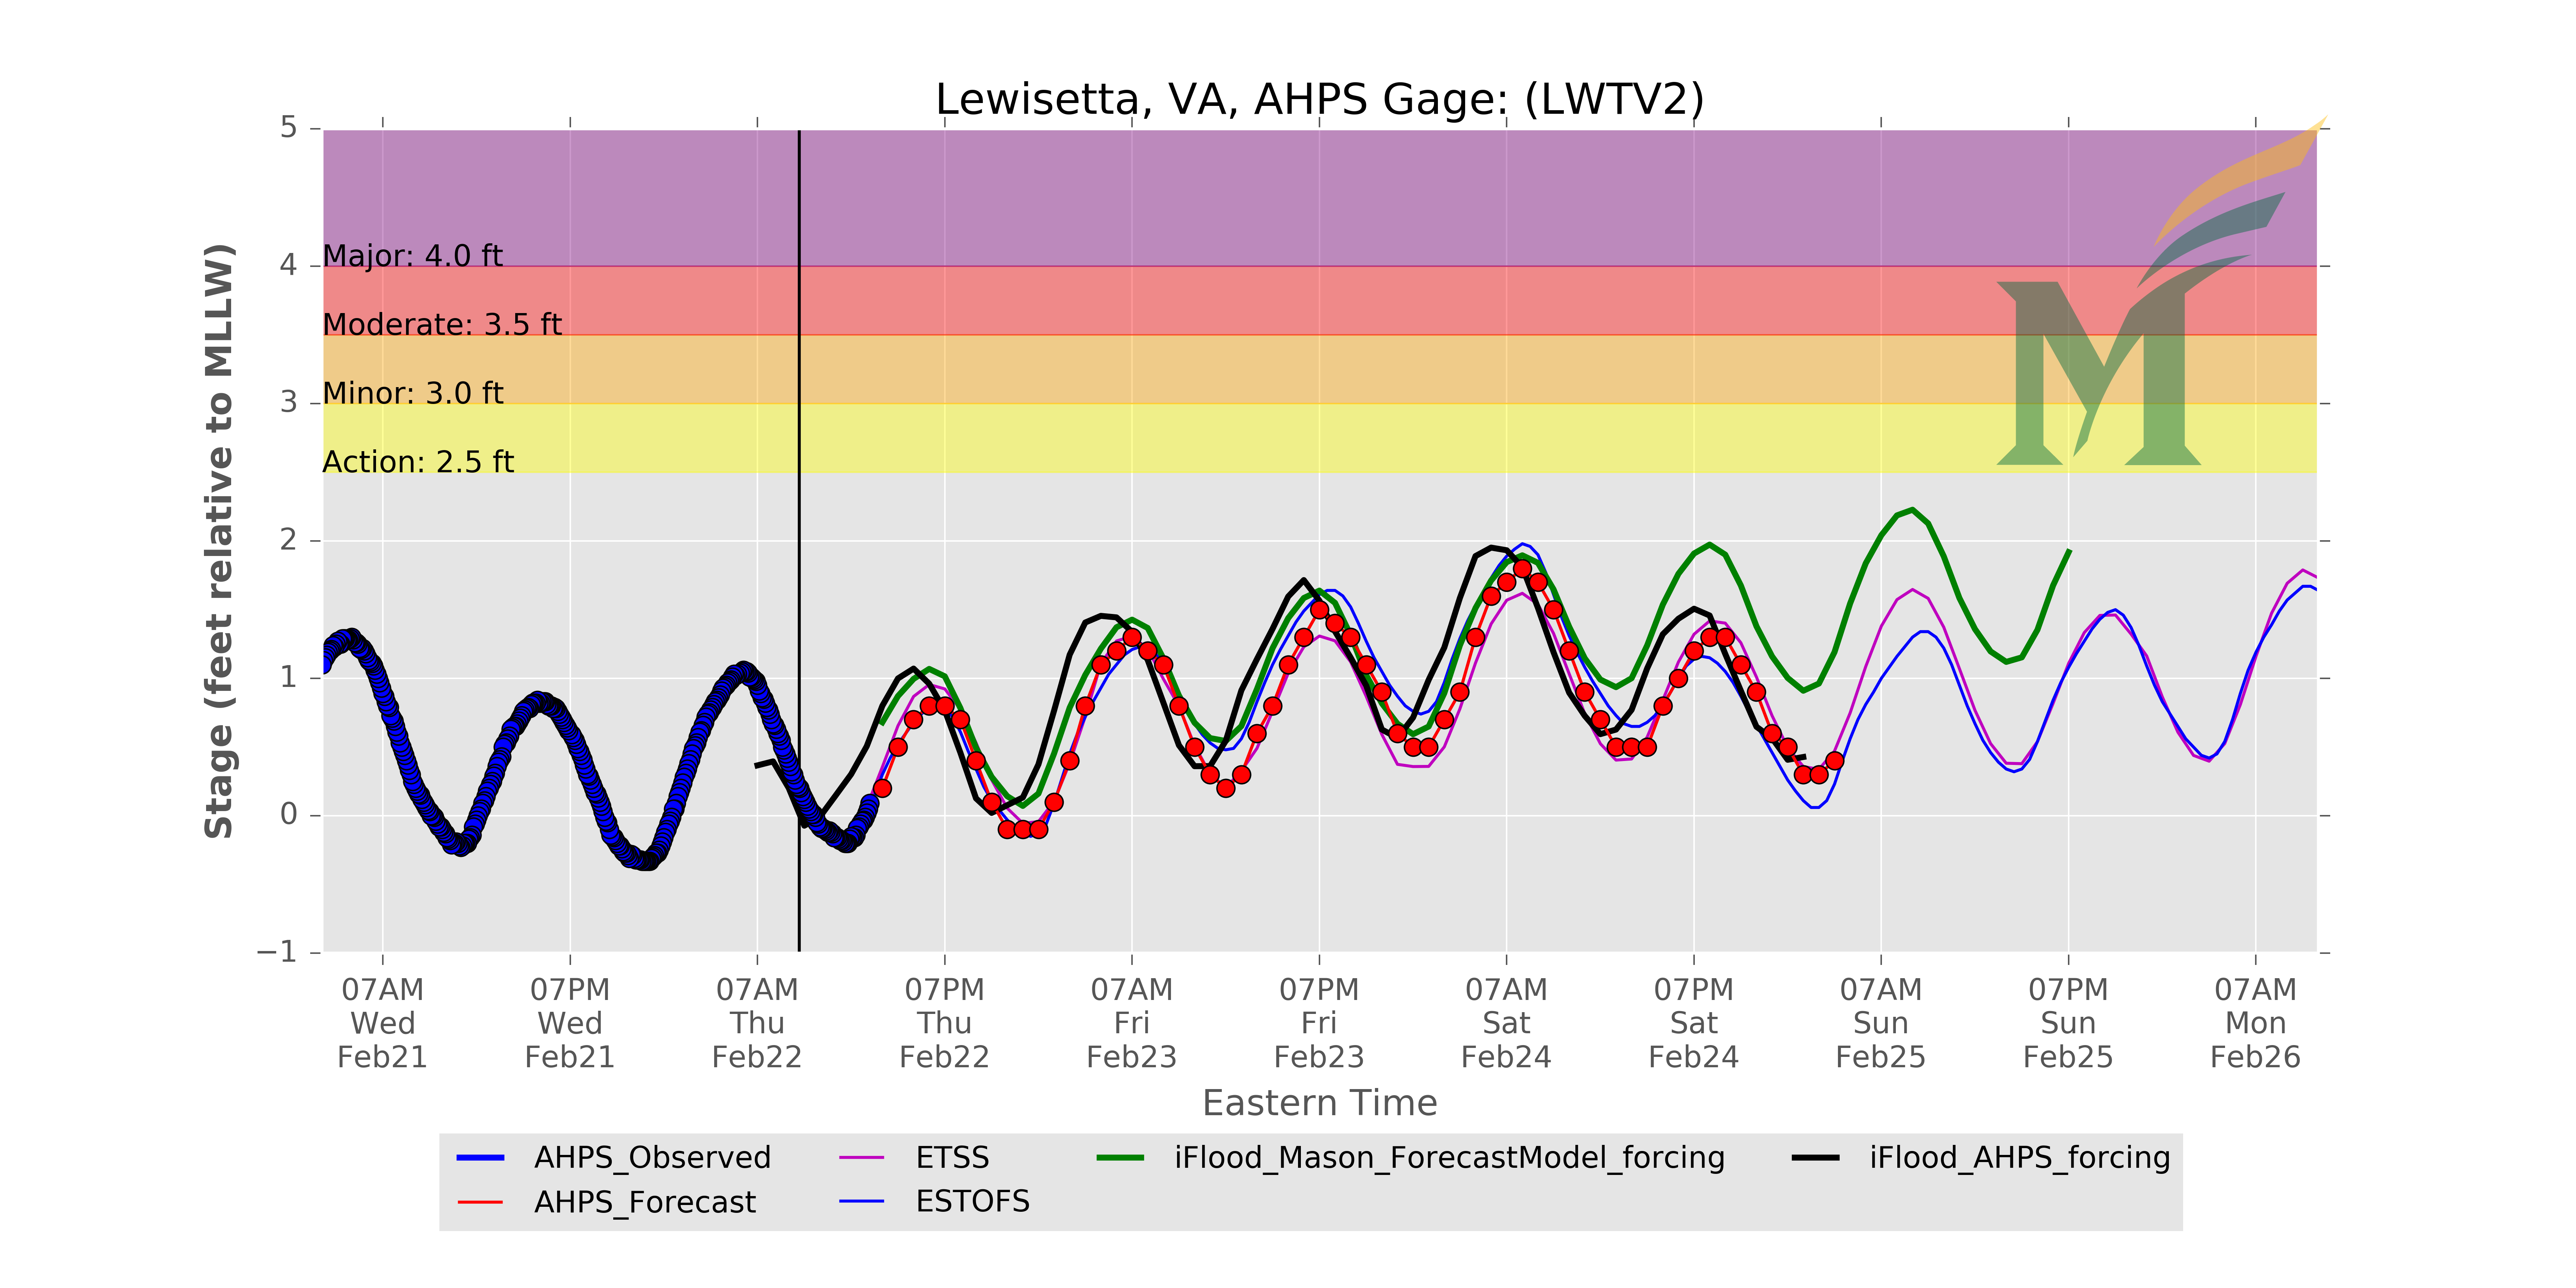 Lewisetta, VA, AHPS Gage: (LWTV2)
Stage (feet relative to MLLW)
5
4
3
2
1
0
−1
Major: 4.0 ft
Moderate: 3.5 ft
Minor: 3.0 ft
Action: 2.5 ft
07AM 07PM 07AM 07PM 07AM 07PM 07AM 07PM 07AM 07PM 07AM
Wed Wed Thu Thu Fri Fri Sat Sat Sun Sun Mon
Feb21 Feb21 Feb22 Feb22 Feb23 Feb23 Feb24 Feb24 Feb25 Feb25 Feb26
Eastern Time
AHPS_Observed ETSS iFlood_Mason_ForecastModel_forcing iFlood_AHPS_forcing
AHPS_Forecast ESTOFS
M